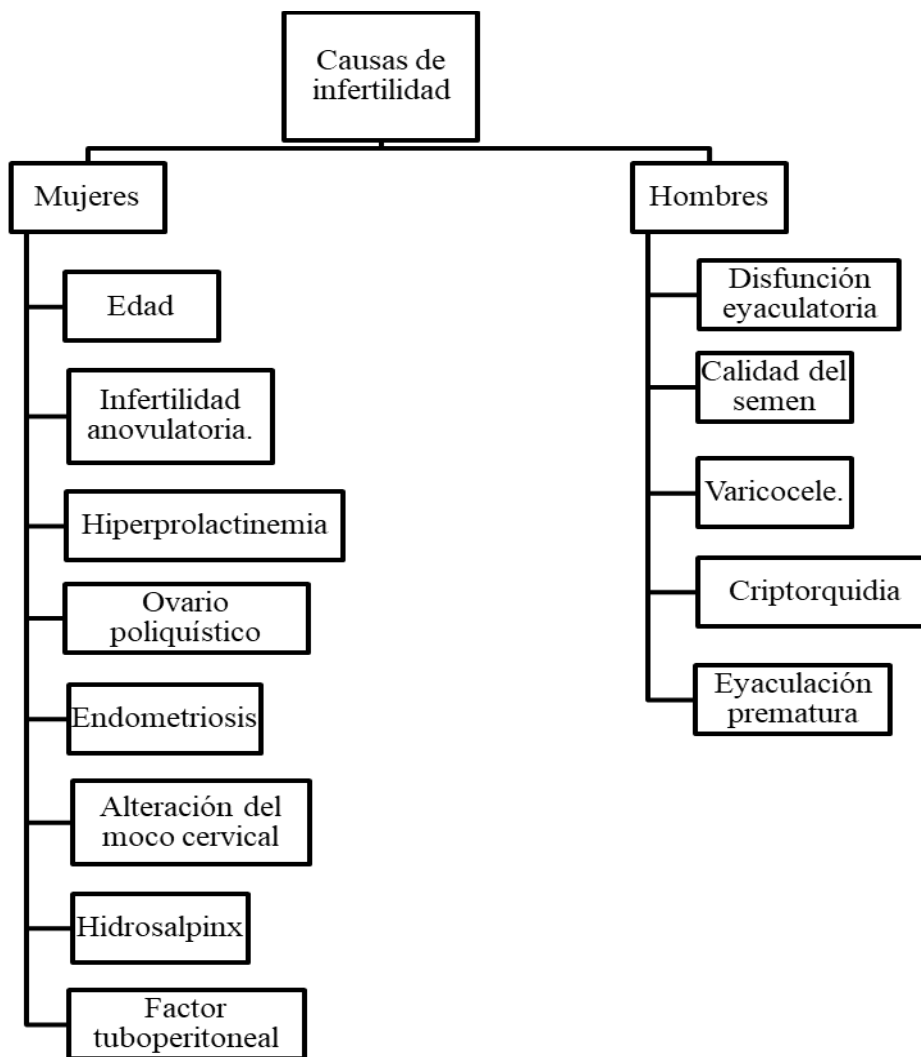 Causas de
infertilidad
Mujeres
Edad
Infertilidad
anovulatoria.
Hiperprolactinemia
Ovario
poliquístico
Endometriosis
Alteración del
moco cervical
Hidrosalpinx
Factor
tuboperitoneal
Hombres
Disfunción
eyaculatoria
Calidad del
semen
Varicocele.
Criptorquidia
Eyaculación
prematura